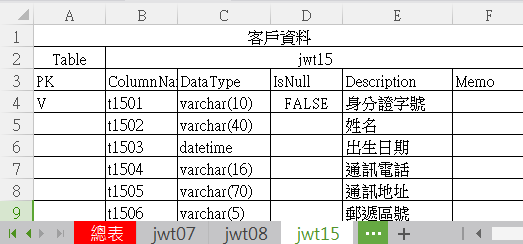 A B C D E F
1 客戶資料
2 Table jwt15
3 PK ColumnNa DataType IsNull Description Memo
4 V t1501 varchar(10) FALSE 身分證字號
5 t1502 varchar(40) 姓名
6 t1503 datetime 出生日期
7 t1504 varchar(16) 通訊電話
8 t1505 varchar(70) 通訊地址
9 t1506 varchar(5) 郵遞區號
總表 jwt07 jwt08 jwt15 ...